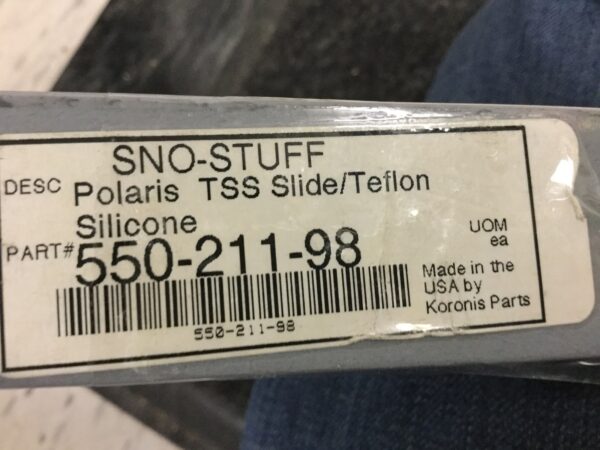 SNO-STUFF
DESC Polaris TSS Slide/Teflon
Silicone
PART# 550-211-98
550-211-98
UOM
ea
Made in the
USA by
Koronis Parts